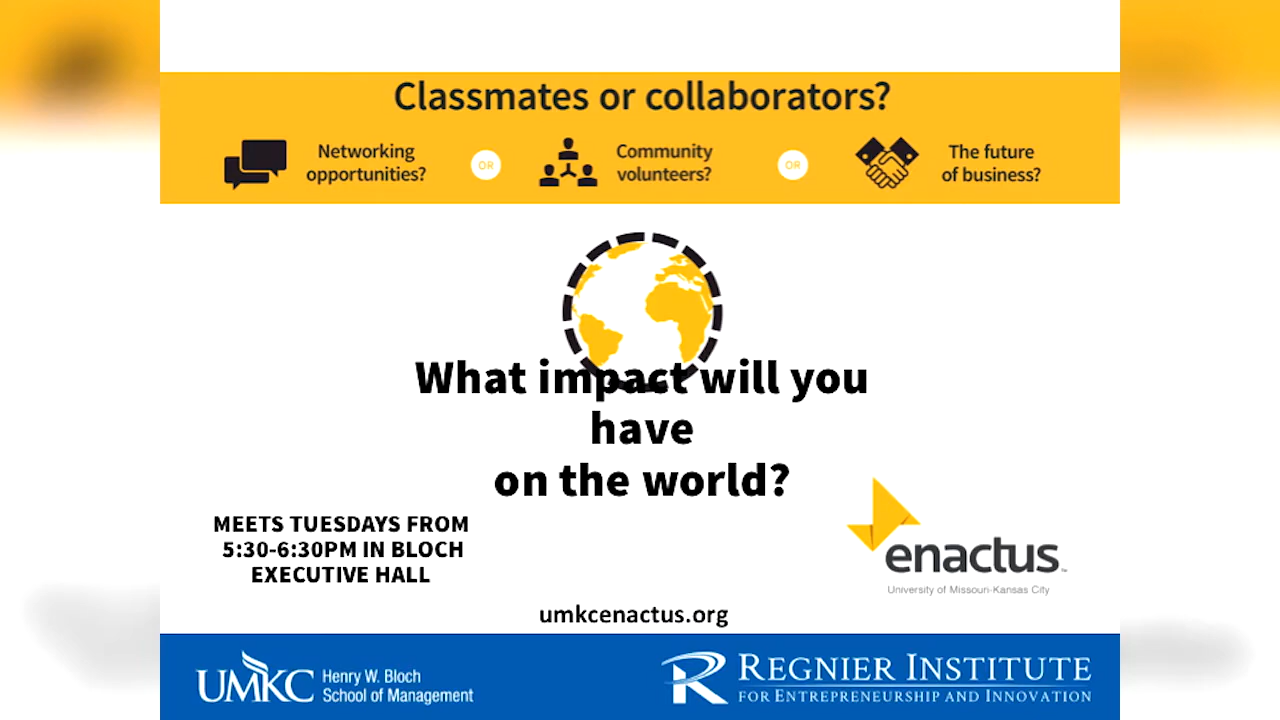 Classmates or collaborators?
Networking
opportunities?
OR
Community
volunteers?
OR
The future
of business?
What impact will you
have
on the world?
MEETS TUESDAYS FROM
5:30-6:30PM IN BLOCH
EXECUTIVE HALL
enactus™
University of Missouri-Kansas City
umkcenactus.org
UMKC
Henry W. Bloch
School of Management
REGNIER INSTITUTE
FOR ENTREPRENEURSHIP AND INNOVATION